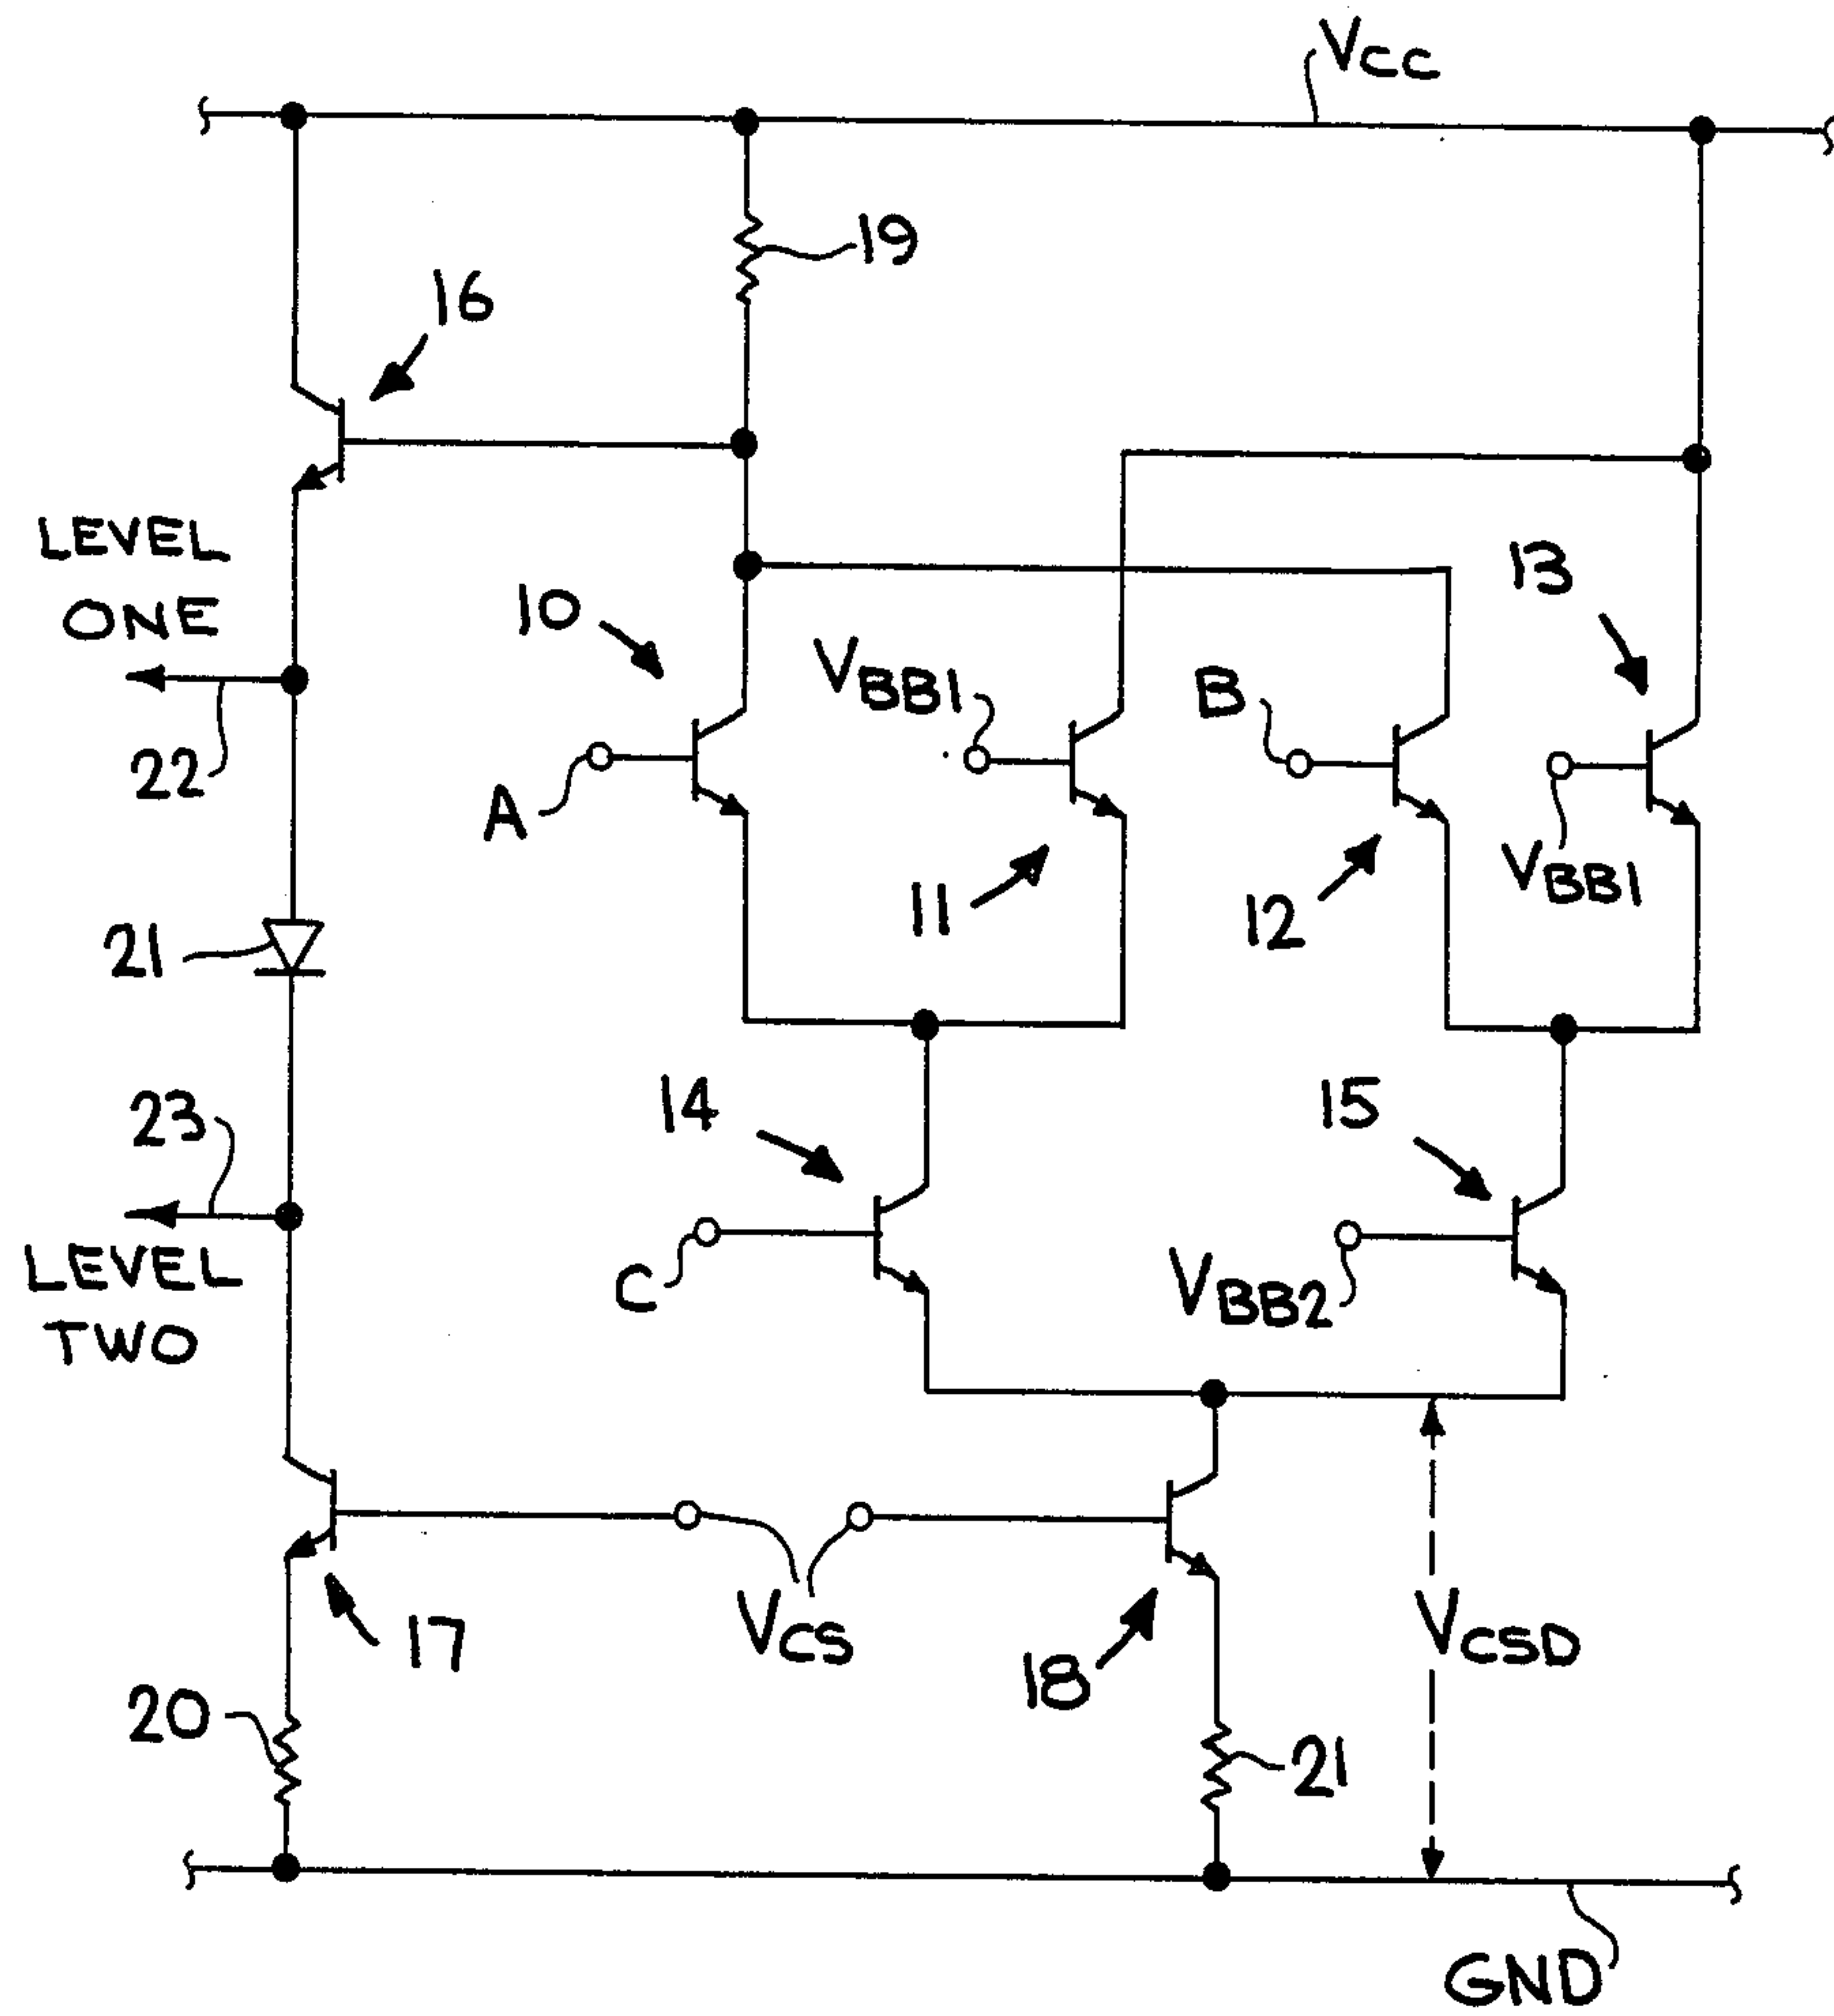 VCC
19
16
LEVEL
ONE
13
10
VBB1
B
22
A
VBB1
11
12
21
23
14
15
LEVEL
TWO
C
VBB2
VCS
17
18
VCSD
20
21
GND